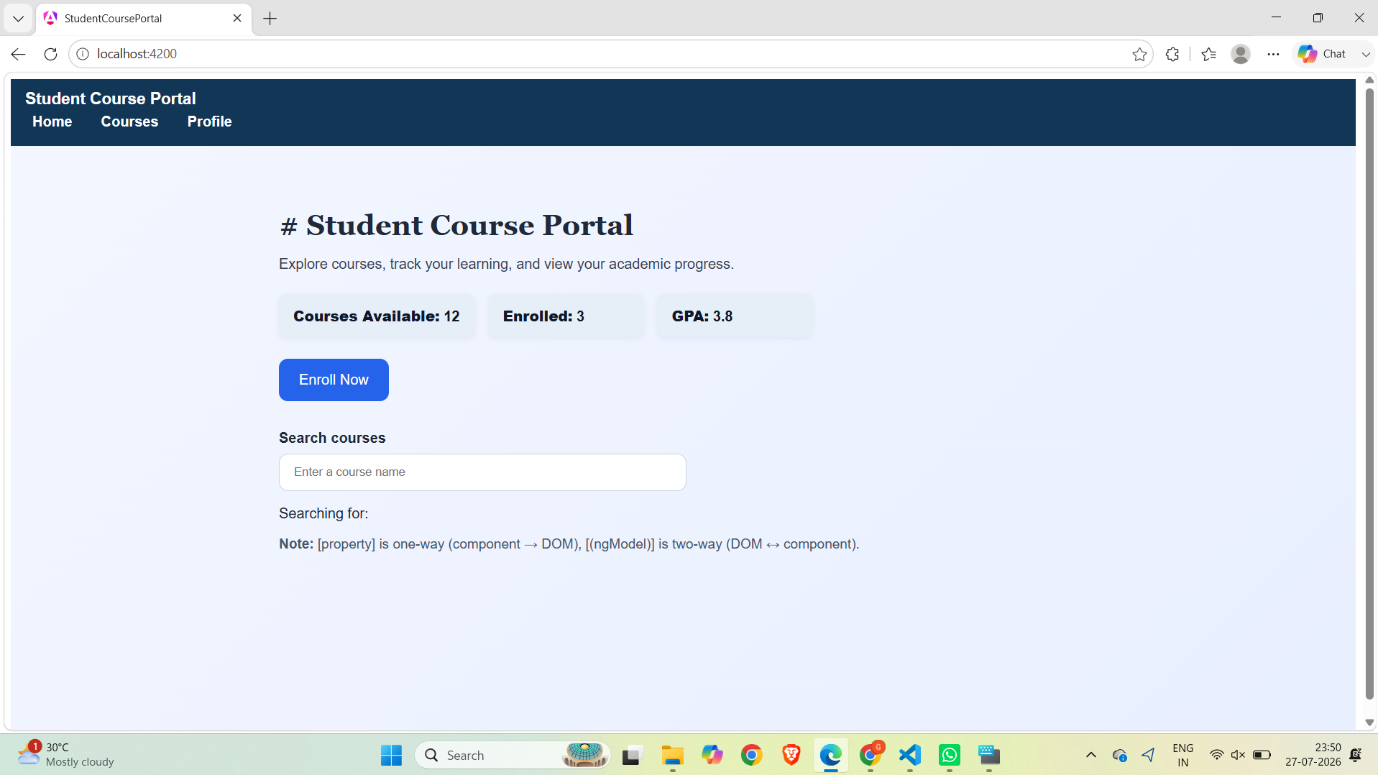 StudentCoursePortal
localhost:4200
Chat
Student Course Portal
Home Courses Profile
# Student Course Portal
Explore courses, track your learning, and view your academic progress.
Courses Available: 12 Enrolled: 3 GPA: 3.8
Enroll Now
Search courses
Enter a course name
Searching for:
Note: [property] is one-way (component → DOM), [(ngModel)] is two-way (DOM ↔ component).
1
30°C
Mostly cloudy
Search
G
ENG
IN
23:50
27-07-2026